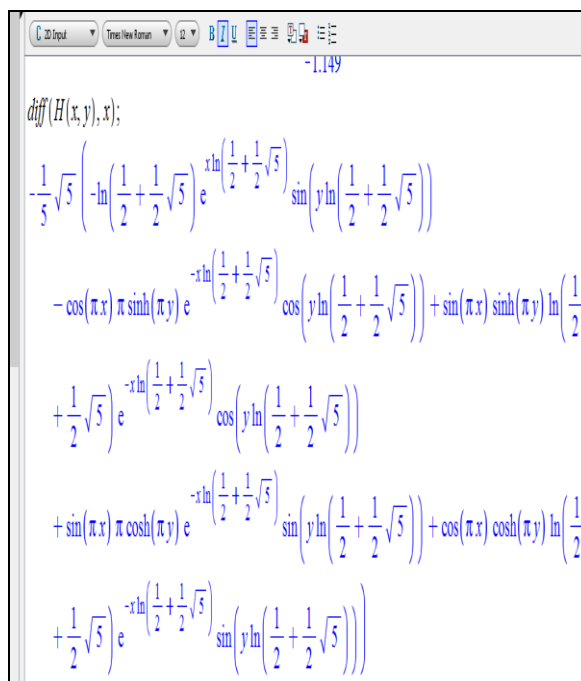 2D Input Times New Roman 12 B I U
-1.149
diff(H(x, y), x);
-1/5 √5 (-ln(1/2 + 1/2 √5) e^(x ln(1/2 + 1/2 √5)) sin(y ln(1/2 + 1/2 √5))
- cos(π x) π sinh(π y) e^(-x ln(1/2 + 1/2 √5)) cos(y ln(1/2 + 1/2 √5)) + sin(π x) sinh(π y) ln(1/2
+ 1/2 √5) e^(-x ln(1/2 + 1/2 √5)) cos(y ln(1/2 + 1/2 √5))
+ sin(π x) π cosh(π y) e^(-x ln(1/2 + 1/2 √5)) sin(y ln(1/2 + 1/2 √5)) + cos(π x) cosh(π y) ln(1/2
+ 1/2 √5) e^(-x ln(1/2 + 1/2 √5)) sin(y ln(1/2 + 1/2 √5)))